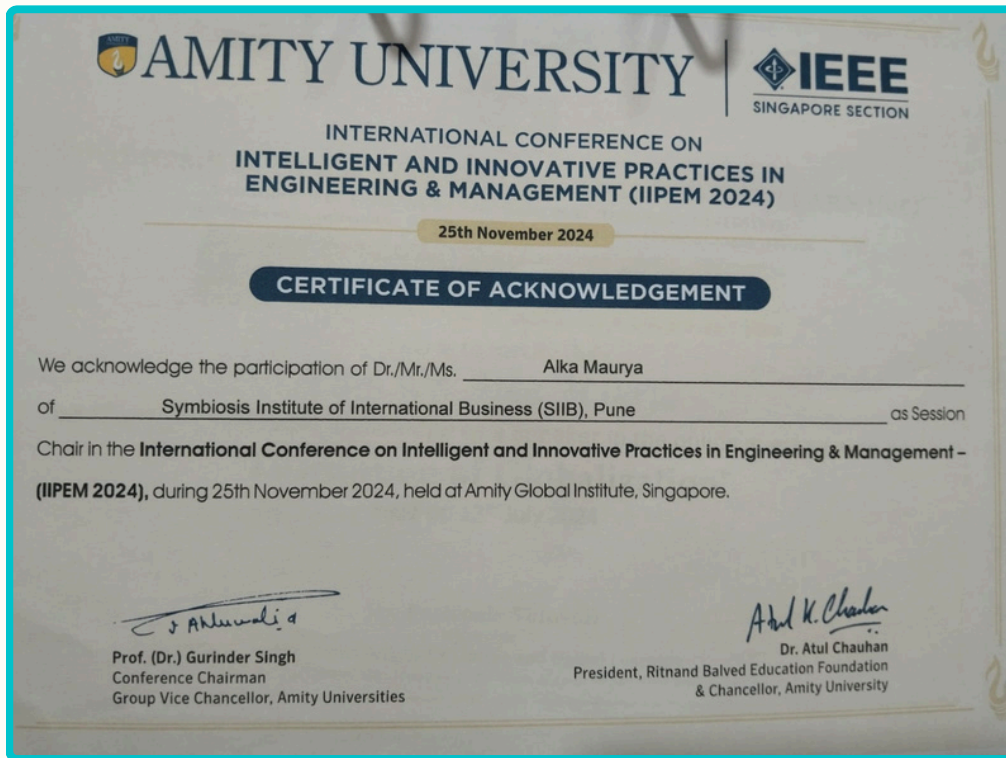 AMITY
AMITY UNIVERSITY
IEEE
SINGAPORE SECTION
INTERNATIONAL CONFERENCE ON
INTELLIGENT AND INNOVATIVE PRACTICES IN
ENGINEERING & MANAGEMENT (IIPEM 2024)
25th November 2024
CERTIFICATE OF ACKNOWLEDGEMENT
We acknowledge the participation of Dr./Mr./Ms. Alka Maurya
of Symbiosis Institute of International Business (SIIB), Pune as Session
Chair in the International Conference on Intelligent and Innovative Practices in Engineering & Management –
(IIPEM 2024), during 25th November 2024, held at Amity Global Institute, Singapore.
Atul K. Chauhan
Prof. (Dr.) Gurinder Singh
Conference Chairman
Group Vice Chancellor, Amity Universities
Dr. Atul Chauhan
President, Ritnand Balved Education Foundation
& Chancellor, Amity University